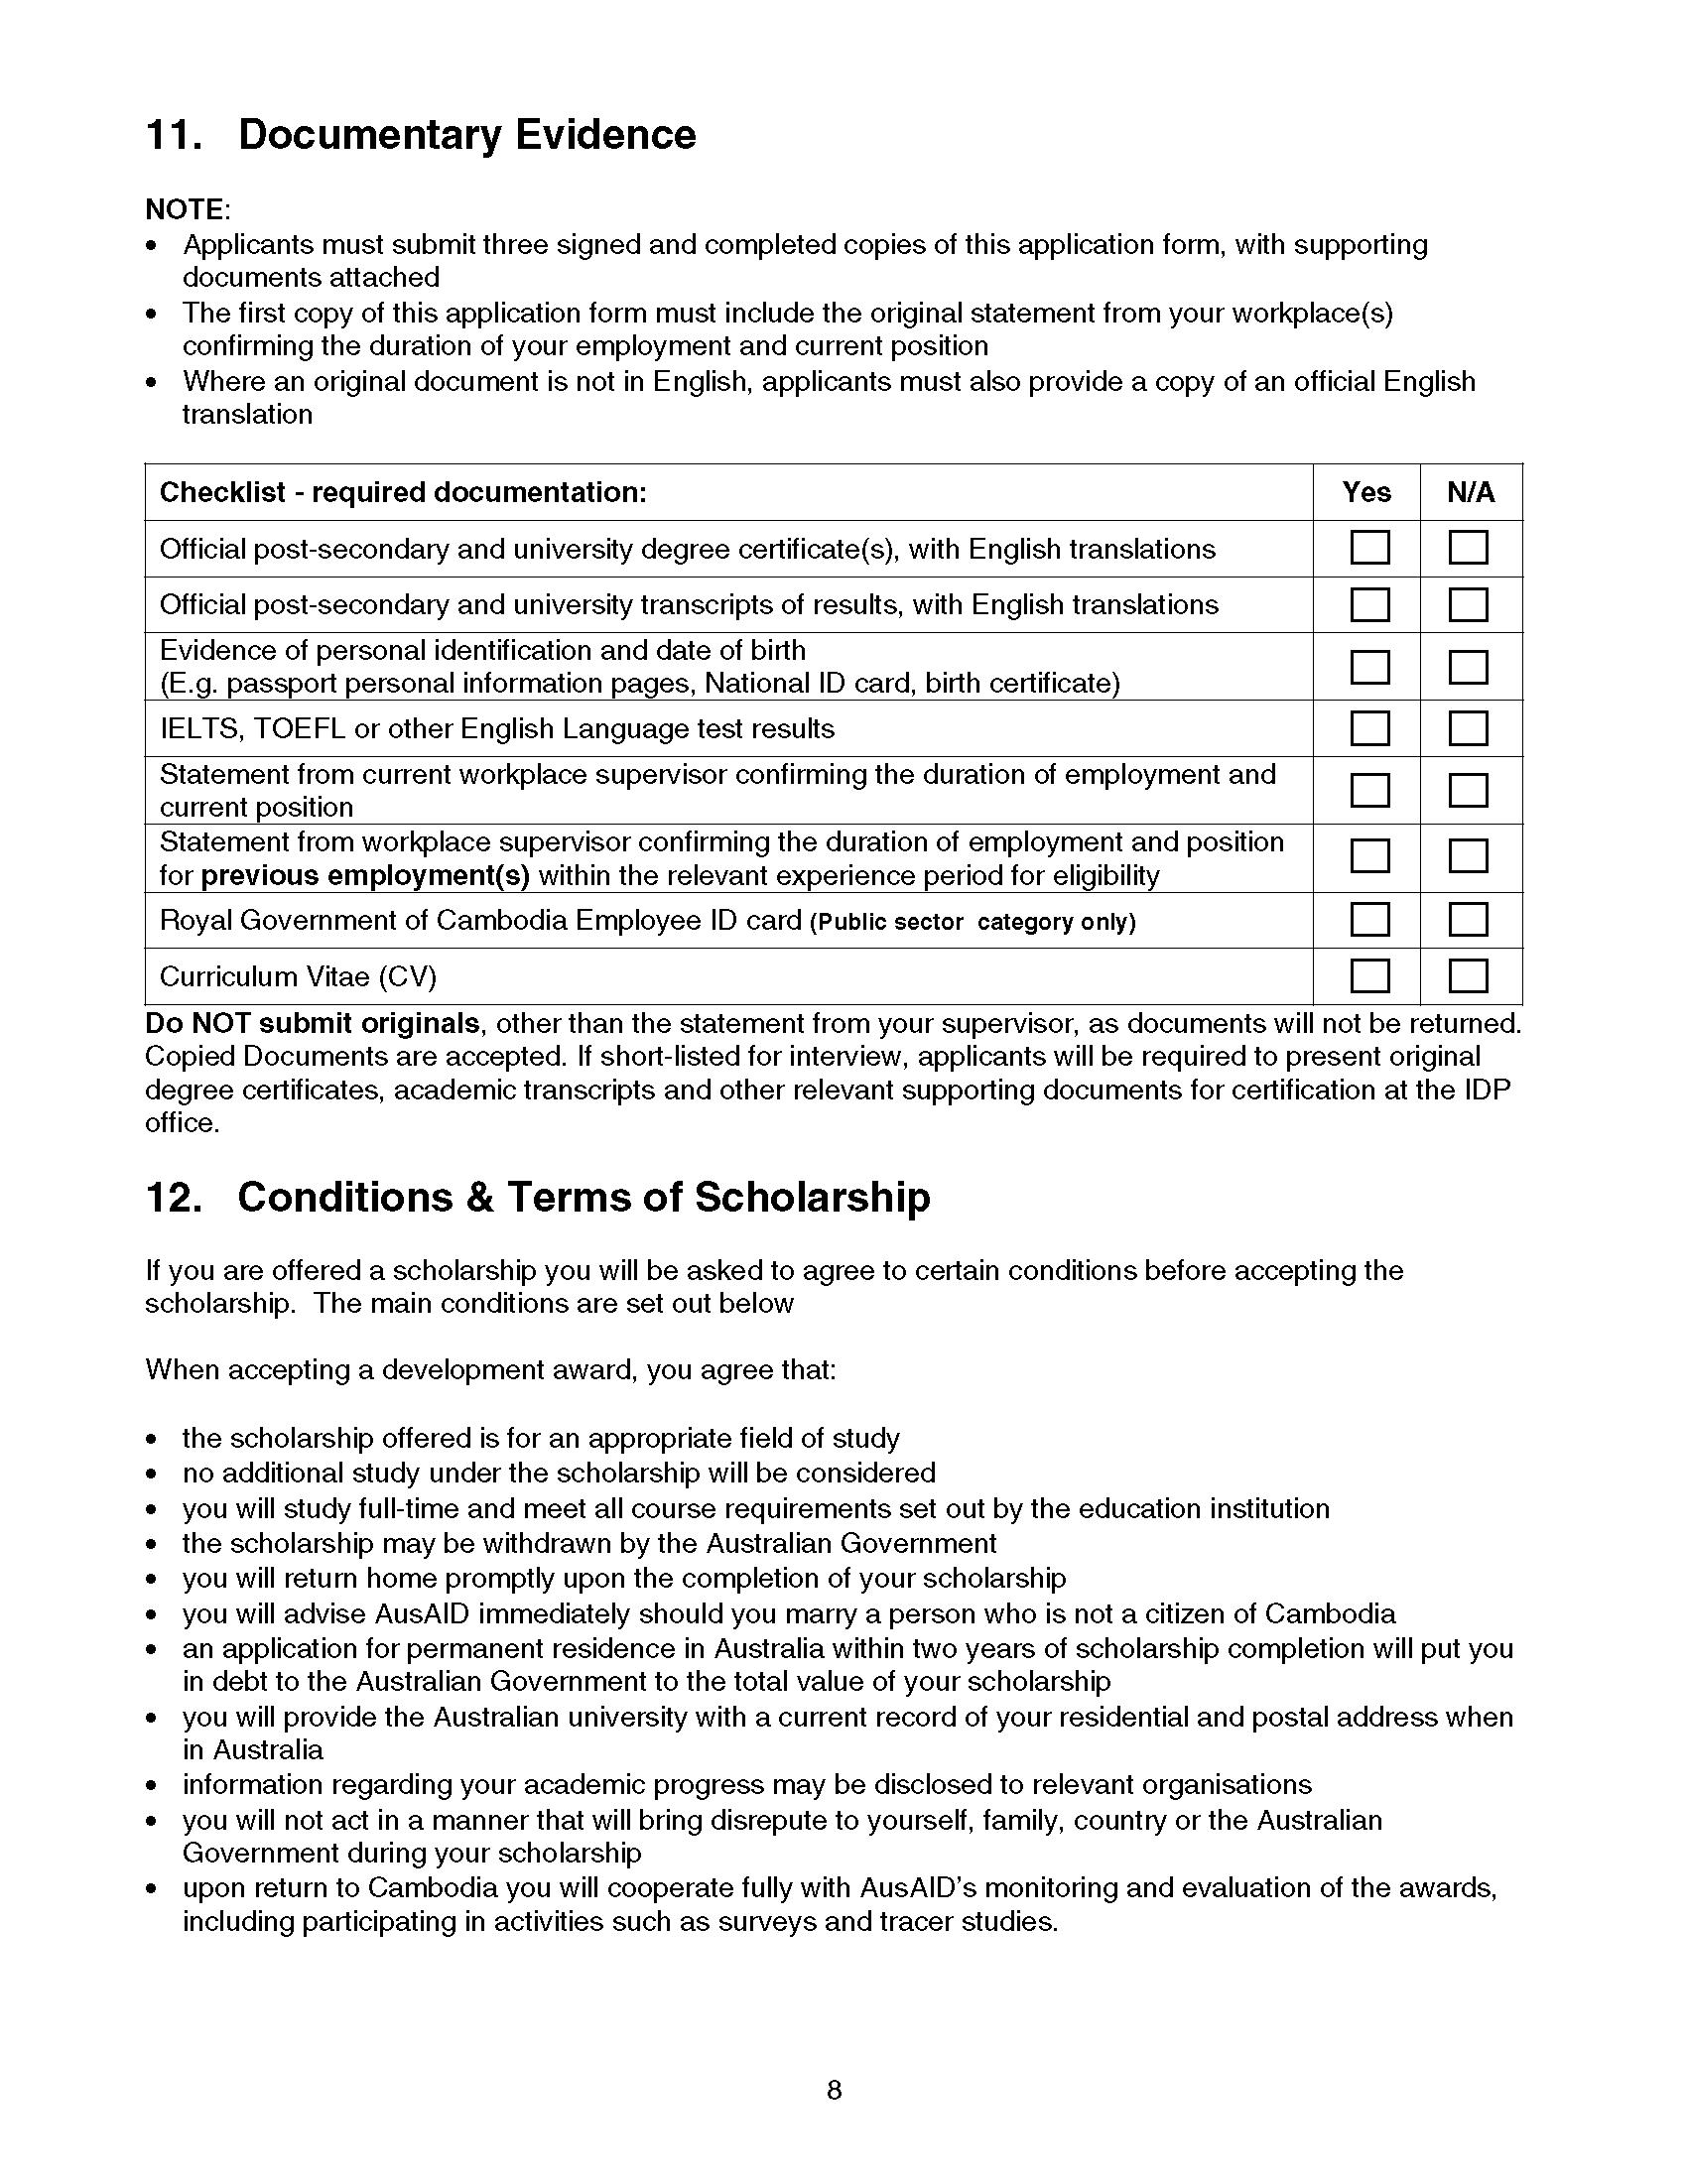 11. Documentary Evidence
NOTE:
• Applicants must submit three signed and completed copies of this application form, with supporting
documents attached
• The first copy of this application form must include the original statement from your workplace(s)
confirming the duration of your employment and current position
• Where an original document is not in English, applicants must also provide a copy of an official English
translation
Checklist - required documentation: Yes N/A
Official post-secondary and university degree certificate(s), with English translations
Official post-secondary and university transcripts of results, with English translations
Evidence of personal identification and date of birth
(E.g. passport personal information pages, National ID card, birth certificate)
IELTS, TOEFL or other English Language test results
Statement from current workplace supervisor confirming the duration of employment and
current position
Statement from workplace supervisor confirming the duration of employment and position
for previous employment(s) within the relevant experience period for eligibility
Royal Government of Cambodia Employee ID card (Public sector category only)
Curriculum Vitae (CV)
Do NOT submit originals, other than the statement from your supervisor, as documents will not be returned.
Copied Documents are accepted. If short-listed for interview, applicants will be required to present original
degree certificates, academic transcripts and other relevant supporting documents for certification at the IDP
office.
12. Conditions & Terms of Scholarship
If you are offered a scholarship you will be asked to agree to certain conditions before accepting the
scholarship. The main conditions are set out below
When accepting a development award, you agree that:
• the scholarship offered is for an appropriate field of study
• no additional study under the scholarship will be considered
• you will study full-time and meet all course requirements set out by the education institution
• the scholarship may be withdrawn by the Australian Government
• you will return home promptly upon the completion of your scholarship
• you will advise AusAID immediately should you marry a person who is not a citizen of Cambodia
• an application for permanent residence in Australia within two years of scholarship completion will put you
in debt to the Australian Government to the total value of your scholarship
• you will provide the Australian university with a current record of your residential and postal address when
in Australia
• information regarding your academic progress may be disclosed to relevant organisations
• you will not act in a manner that will bring disrepute to yourself, family, country or the Australian
Government during your scholarship
• upon return to Cambodia you will cooperate fully with AusAID's monitoring and evaluation of the awards,
including participating in activities such as surveys and tracer studies.
8